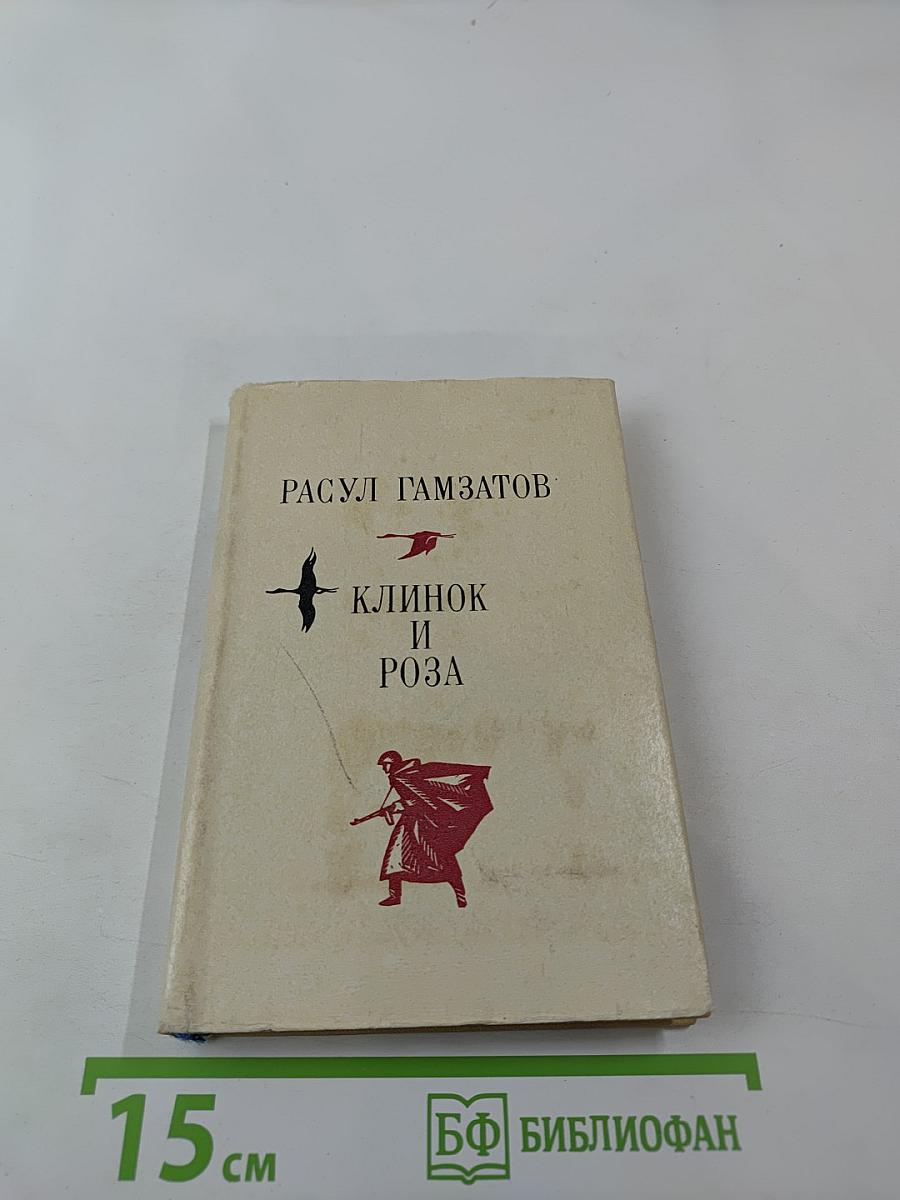 РАСУЛ ГАМЗАТОВ
КЛИНОК
И
РОЗА
15 см
БФ БИБЛИОФАН